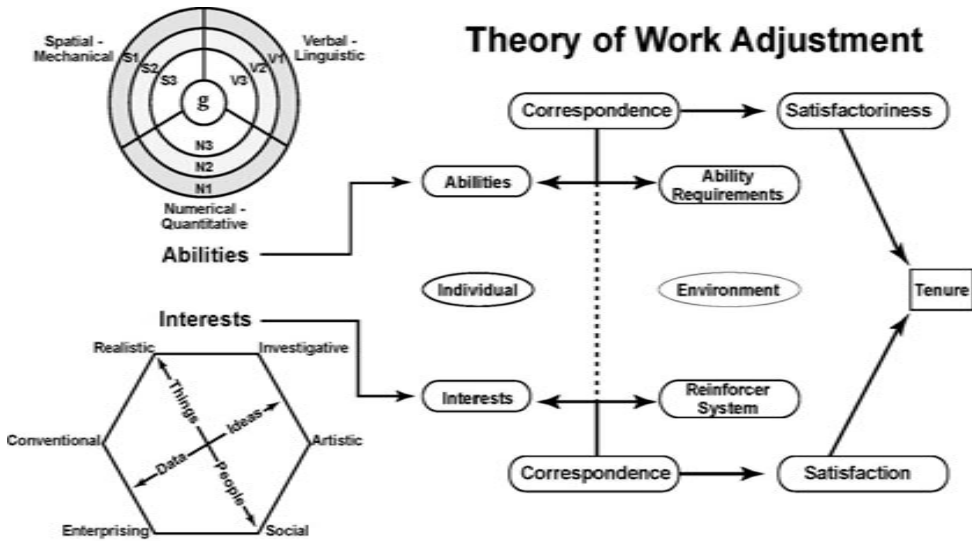 Theory of Work Adjustment
Spatial -
Mechanical
Verbal -
Linguistic
S1
S2
S3
V1
V2
V3
g
N3
N2
N1
Numerical -
Quantitative
Abilities
Interests
Realistic
Investigative
Conventional
Artistic
Enterprising
Social
Things
Ideas
Data
People
Correspondence
Satisfactoriness
Abilities
Ability
Requirements
Individual
Environment
Tenure
Interests
Reinforcer
System
Correspondence
Satisfaction